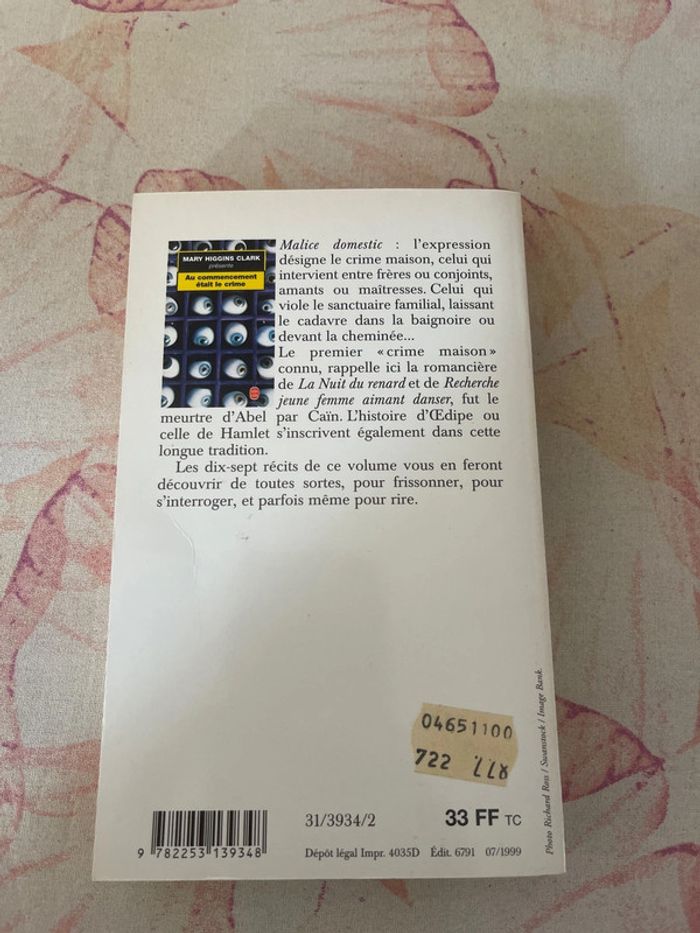 MARY HIGGINS CLARK
présente
Au commencement
était le crime
Malice domestic : l'expression
désigne le crime maison, celui qui
intervient entre frères ou conjoints,
amants ou maîtresses. Celui qui
viole le sanctuaire familial, laissant
le cadavre dans la baignoire ou
devant la cheminée...
Le premier «crime maison»
connu, rappelle ici la romancière
de La Nuit du renard et de Recherche
jeune femme aimant danser, fut le
meurtre d'Abel par Caïn. L'histoire d'Œdipe ou
celle de Hamlet s'inscrivent également dans cette
longue tradition.
Les dix-sept récits de ce volume vous en feront
découvrir de toutes sortes, pour frissonner, pour
s'interroger, et parfois même pour rire.
04651100
722
Photo Richard Ross / Swanstock / Image Bank.
31/3934/2
33 FF TC
9 782253 139348
Dépôt légal Impr. 4035D Édit. 6791 07/1999